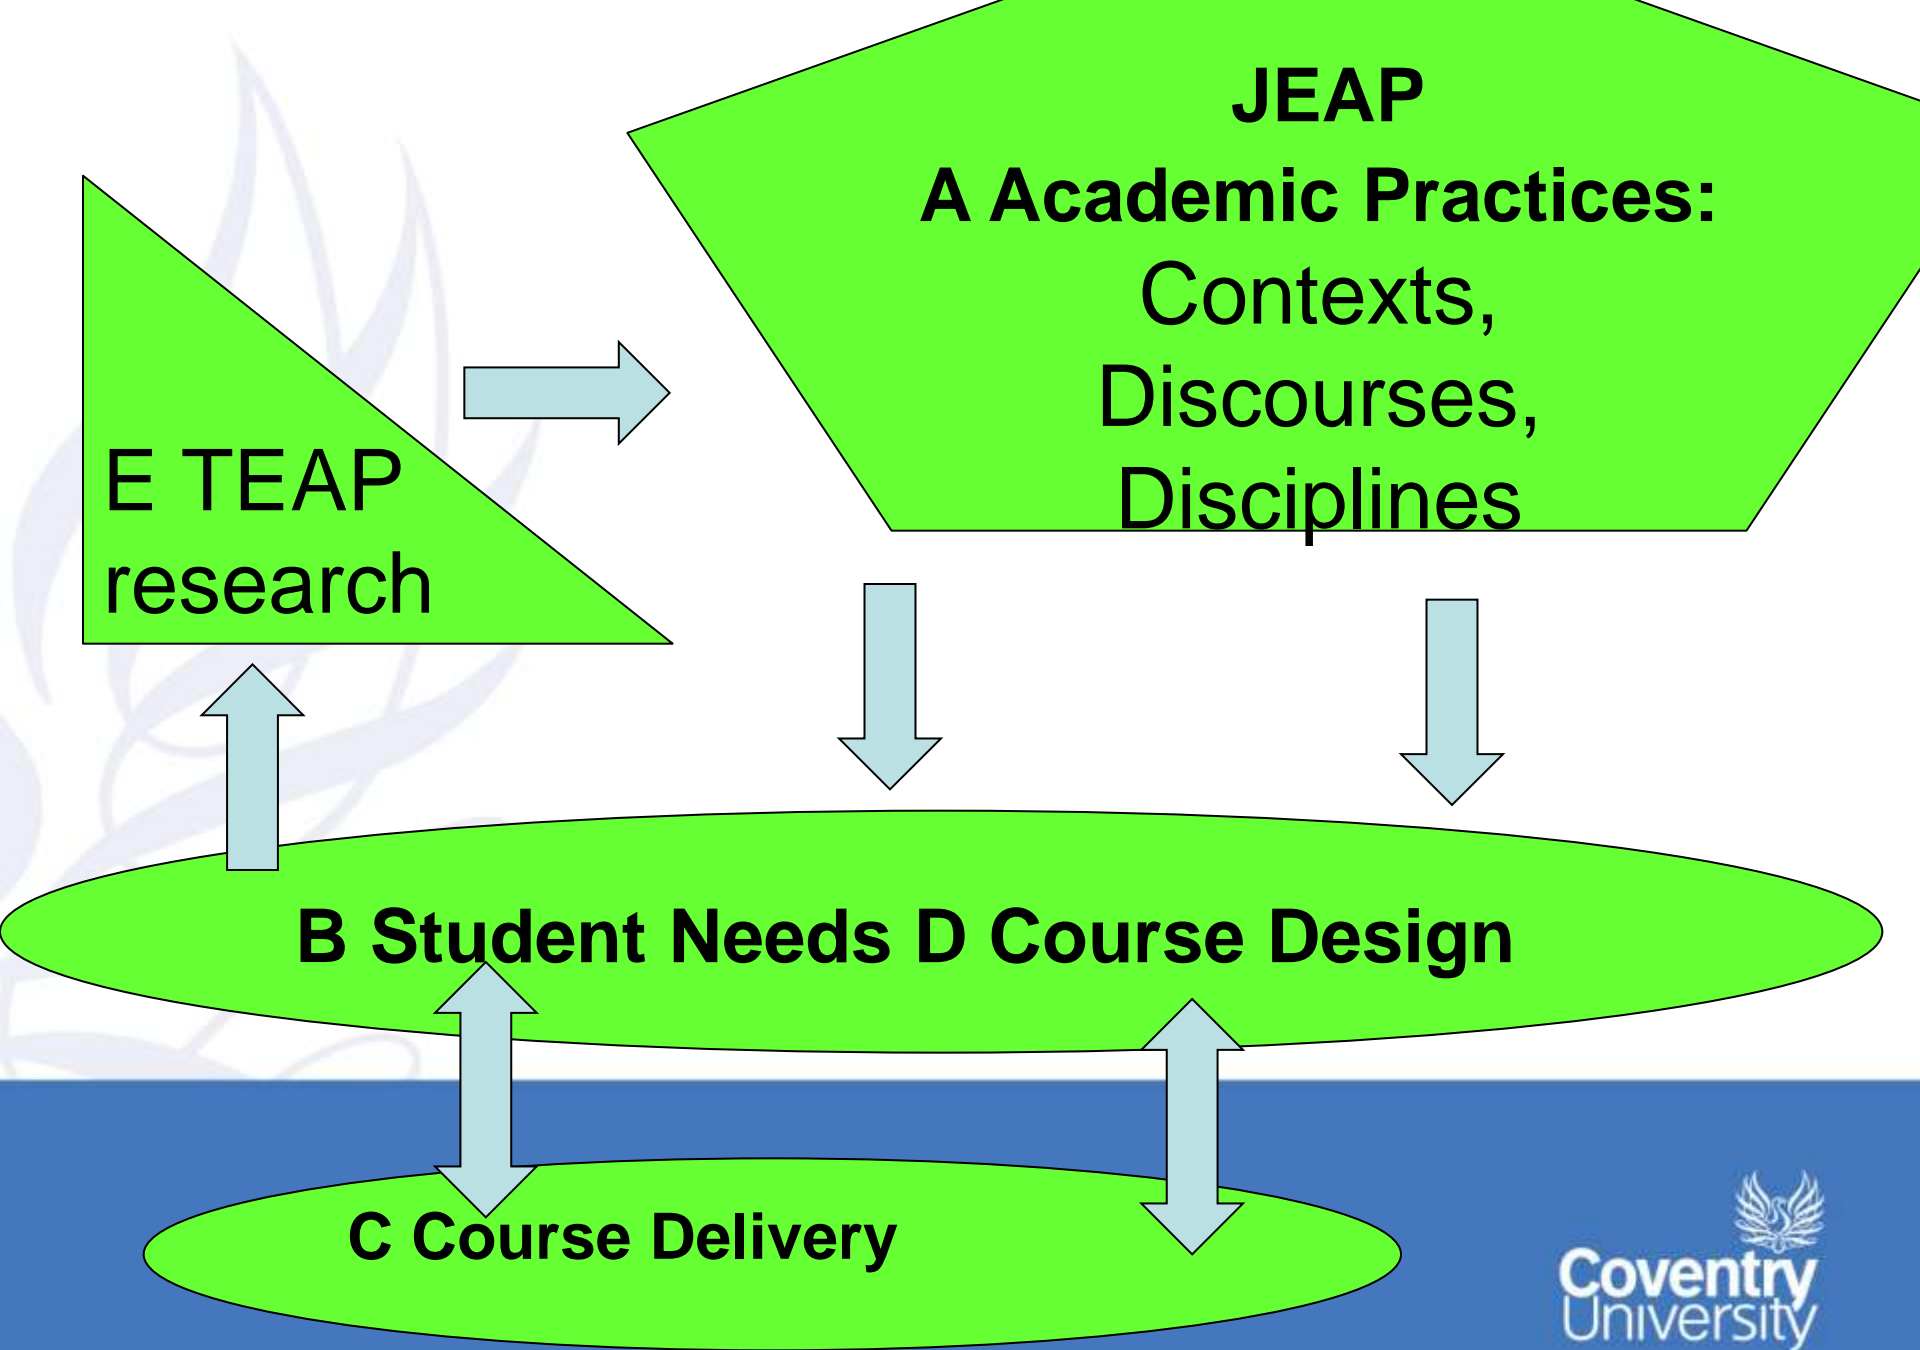 JEAP
A Academic Practices:
Contexts,
Discourses,
Disciplines
E TEAP
research
B Student Needs D Course Design
C Course Delivery
Coventry
University